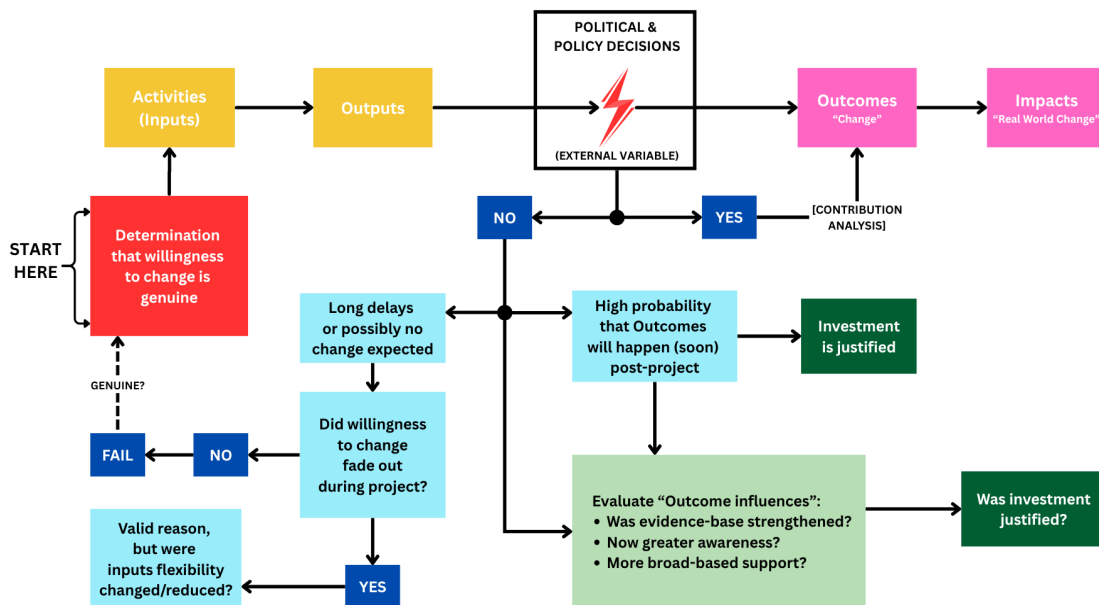 POLITICAL &
POLICY DECISIONS
(EXTERNAL VARIABLE)
Activities
(Inputs)
Outputs
Outcomes
“Change”
Impacts
“Real World Change”
START
HERE
Determination
that willingness
to change is
genuine
NO
YES
[CONTRIBUTION
ANALYSIS]
Long delays
or possibly no
change expected
High probability
that Outcomes
will happen (soon)
post-project
Investment
is justified
GENUINE?
Did willingness
to change
fade out
during project?
FAIL
NO
Evaluate “Outcome influences”:
• Was evidence-base strengthened?
• Now greater awareness?
• More broad-based support?
Was investment
justified?
Valid reason,
but were
inputs flexibility
changed/reduced?
YES